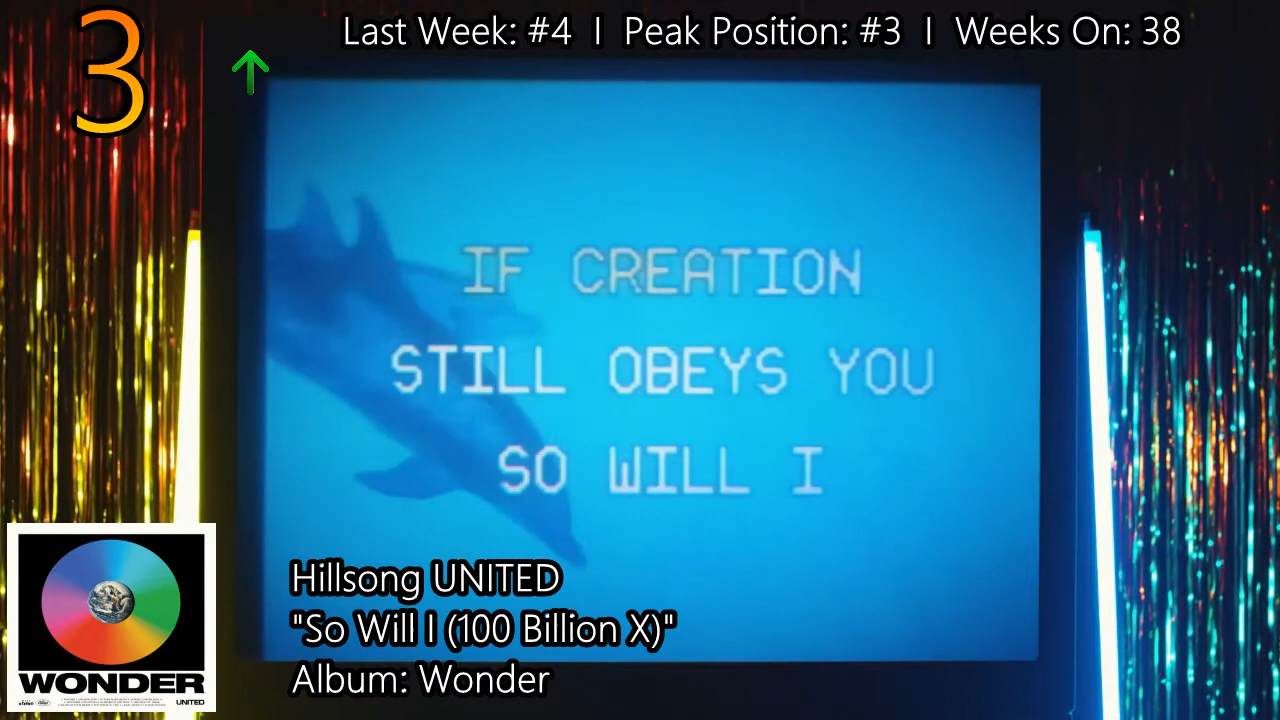 3
Last Week: #4 I Peak Position: #3 I Weeks On: 38
IF CREATION
STILL OBEYS YOU
SO WILL I
Hillsong UNITED
"So Will I (100 Billion X)"
Album: Wonder
WONDER
stereo
UNITED